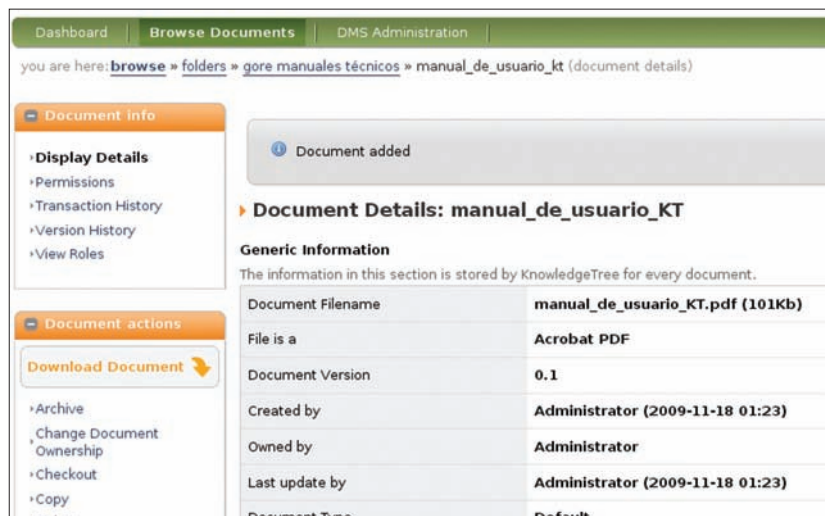 Dashboard Browse Documents DMS Administration
you are here: browse » folders » gore manuales técnicos » manual_de_usuario_kt (document details)
Document info
Display Details
Permissions
Transaction History
Version History
View Roles
Document actions
Download Document
Archive
Change Document
Ownership
Checkout
Copy
Document added
Document Details: manual_de_usuario_KT
Generic Information
The information in this section is stored by KnowledgeTree for every document.
Document Filename manual_de_usuario_KT.pdf (101Kb)
File is a Acrobat PDF
Document Version 0.1
Created by Administrator (2009-11-18 01:23)
Owned by Administrator
Last update by Administrator (2009-11-18 01:23)
Document Type Default